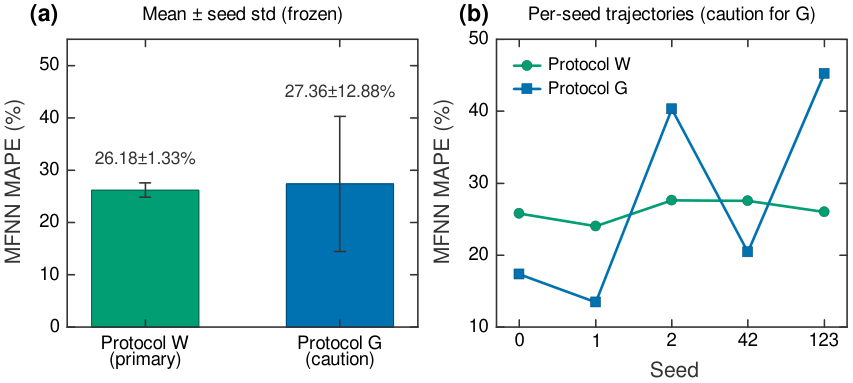 (a)
Mean ± seed std (frozen)
MFNN MAPE (%)
50
40
30
20
10
0
26.18±1.33%
27.36±12.88%
Protocol W
(primary)
Protocol G
(caution)
(b)
Per-seed trajectories (caution for G)
MFNN MAPE (%)
50
40
30
20
10
Protocol W
Protocol G
0
1
2
42
123
Seed